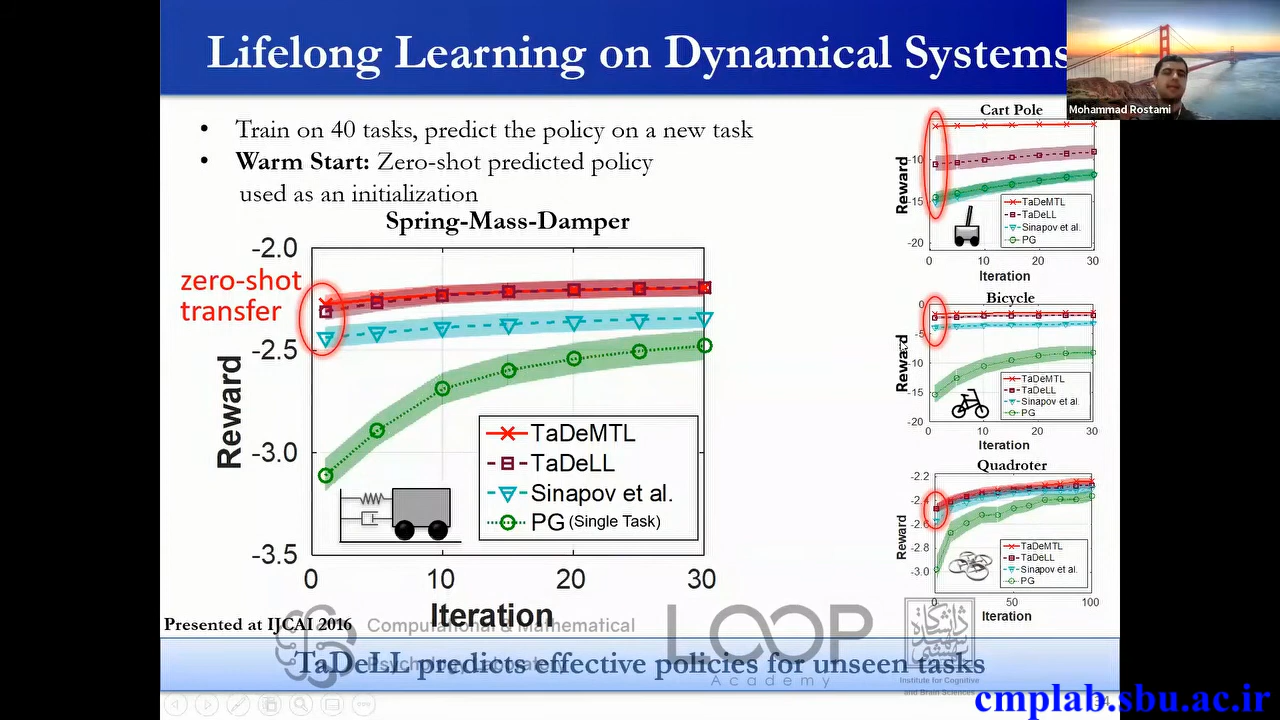 Lifelong Learning on Dynamical Systems
Mohammad Rostami
• Train on 40 tasks, predict the policy on a new task
• Warm Start: Zero-shot predicted policy
used as an initialization
Spring-Mass-Damper
zero-shot
transfer
Reward
-2.0
-2.5
-3.0
-3.5
0
10
20
30
Iteration
TaDeMTL
TaDeLL
Sinapov et al.
PG (Single Task)
Cart Pole
Reward
-10
-15
-20
TaDeMTL
TaDeLL
Sinapov et al.
PG
0
10
20
30
Iteration
Bicycle
Reward
0
-5
-10
-15
-20
TaDeMTL
TaDeLL
Sinapov et al.
PG
0
10
20
30
Iteration
Quadroter
Reward
-2.2
-2.6
-2.8
-3.0
TaDeMTL
TaDeLL
Sinapov et al.
PG
0
50
100
Iteration
Presented at IJCAI 2016
Computational & Mathematical
Psychology Laboratory
LOOP
Academy
Institute for Cognitive
and Brain Sciences
TaDeLL predicts effective policies for unseen tasks
cmplab.sbu.ac.ir